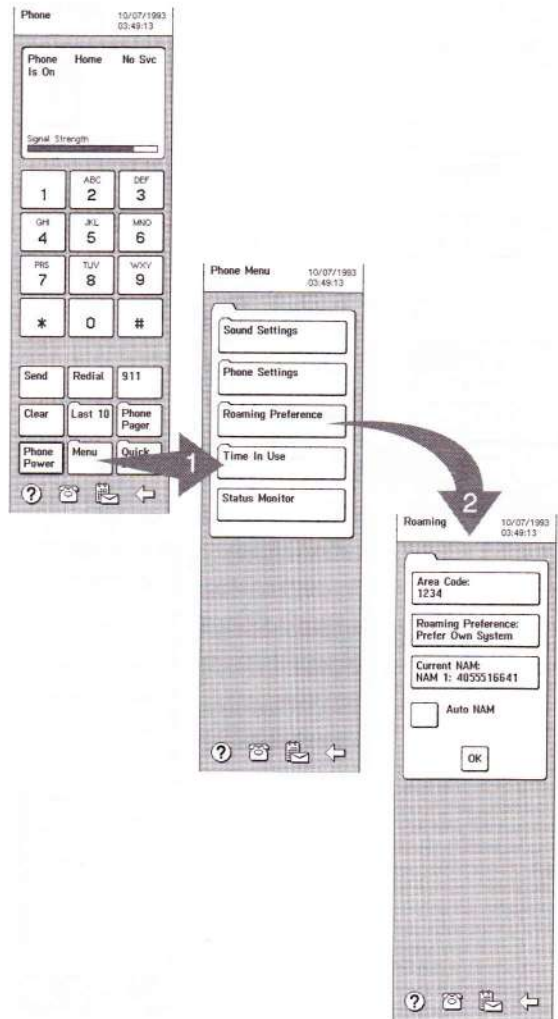 Phone
10/07/1993
03:49:13
Phone Home No Svc
Is On
Signal Strength
1 ABC 2 DEF 3
GHI 4 JKL 5 MNO 6
PRS 7 TUV 8 WXY 9
* 0 #
Send Redial 911
Clear Last 10 Phone Pager
Phone Power Menu Quick
?
1
Phone Menu
10/07/1993
03:49:13
Sound Settings
Phone Settings
Roaming Preference
Time In Use
Status Monitor
?
2
Roaming
10/07/1993
03:49:13
Area Code:
1234
Roaming Preference:
Prefer Own System
Current NAM:
NAM 1: 4055516641
Auto NAM
OK
?